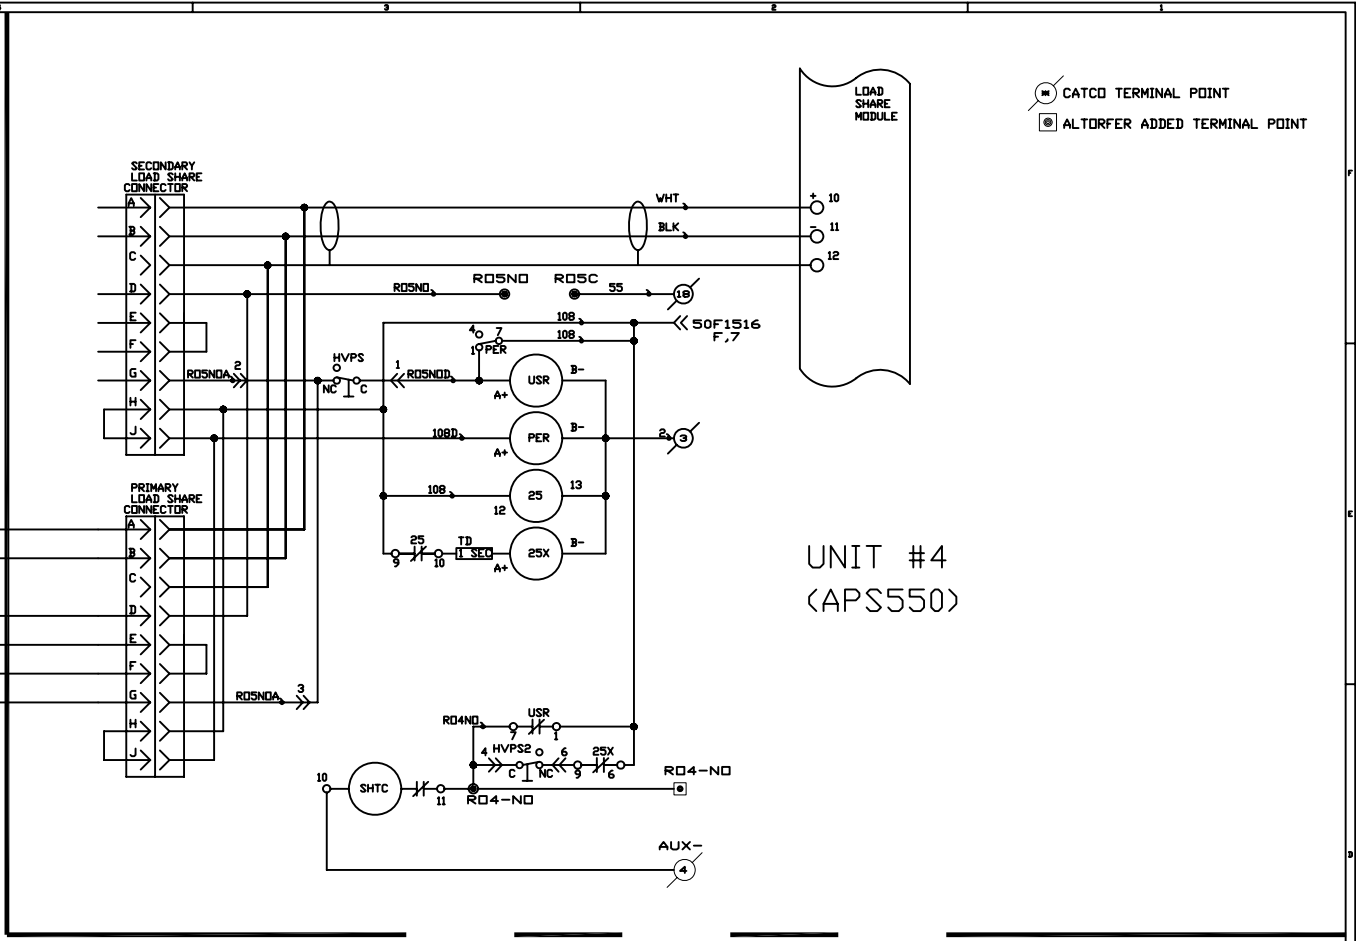 3
2
1
LOAD
SHARE
MODULE
CATCO TERMINAL POINT
ALTORFER ADDED TERMINAL POINT
SECONDARY
LOAD SHARE
CONNECTOR
F
A
WHT
+ 10
B
BLK
- 11
C
12
D
RO5NO
RO5NO
RO5C
55
18
E
108
50F1516
F,7
4 7
108
F
1 PER
HVPS
G
RO5NOA
2
NC C
1
RO5NOD
USR
A+
B-
H
J
108D
PER
A+
B-
2
3
PRIMARY
LOAD SHARE
CONNECTOR
108
12
25
13
E
A
B
25
9 10
TD
1 SEC
25X
A+
B-
UNIT #4
(APS550)
C
D
E
F
G
RO5NOA
3
H
J
RO4NO
USR
7 1
4 HVPS2 6 25X
C NC 9 6
RO4-NO
10
SHTC
11
RO4-NO
AUX-
4
D